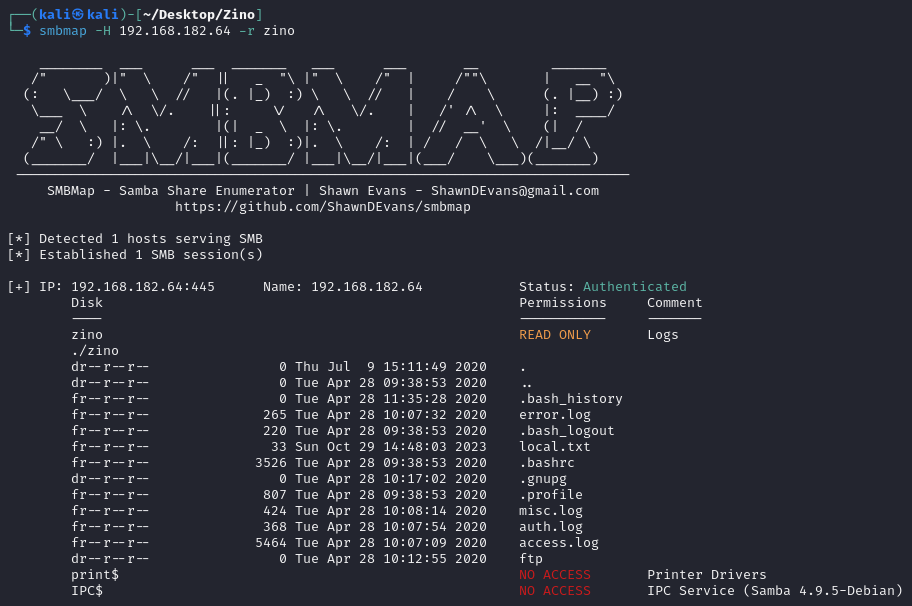 ┌──(kali㉿kali)-[~/Desktop/Zino]
└─$ smbmap -H 192.168.182.64 -r zino
SMBMap - Samba Share Enumerator | Shawn Evans - ShawnDEvans@gmail.com
https://github.com/ShawnDEvans/smbmap
[*] Detected 1 hosts serving SMB
[*] Established 1 SMB session(s)
[+] IP: 192.168.182.64:445 Name: 192.168.182.64 Status: Authenticated
Disk Permissions Comment
---- ----------- -------
zino READ ONLY Logs
./zino
dr--r--r-- 0 Thu Jul  9 15:11:49 2020 .
dr--r--r-- 0 Tue Apr 28 09:38:53 2020 ..
fr--r--r-- 0 Tue Apr 28 11:35:28 2020 .bash_history
fr--r--r-- 265 Tue Apr 28 10:07:32 2020 error.log
fr--r--r-- 220 Tue Apr 28 09:38:53 2020 .bash_logout
fr--r--r-- 33 Sun Oct 29 14:48:03 2023 local.txt
fr--r--r-- 3526 Tue Apr 28 09:38:53 2020 .bashrc
dr--r--r-- 0 Tue Apr 28 10:17:02 2020 .gnupg
fr--r--r-- 807 Tue Apr 28 09:38:53 2020 .profile
fr--r--r-- 424 Tue Apr 28 10:08:14 2020 misc.log
fr--r--r-- 368 Tue Apr 28 10:07:54 2020 auth.log
fr--r--r-- 5464 Tue Apr 28 10:07:09 2020 access.log
dr--r--r-- 0 Tue Apr 28 10:12:55 2020 ftp
print$ NO ACCESS Printer Drivers
IPC$ NO ACCESS IPC Service (Samba 4.9.5-Debian)